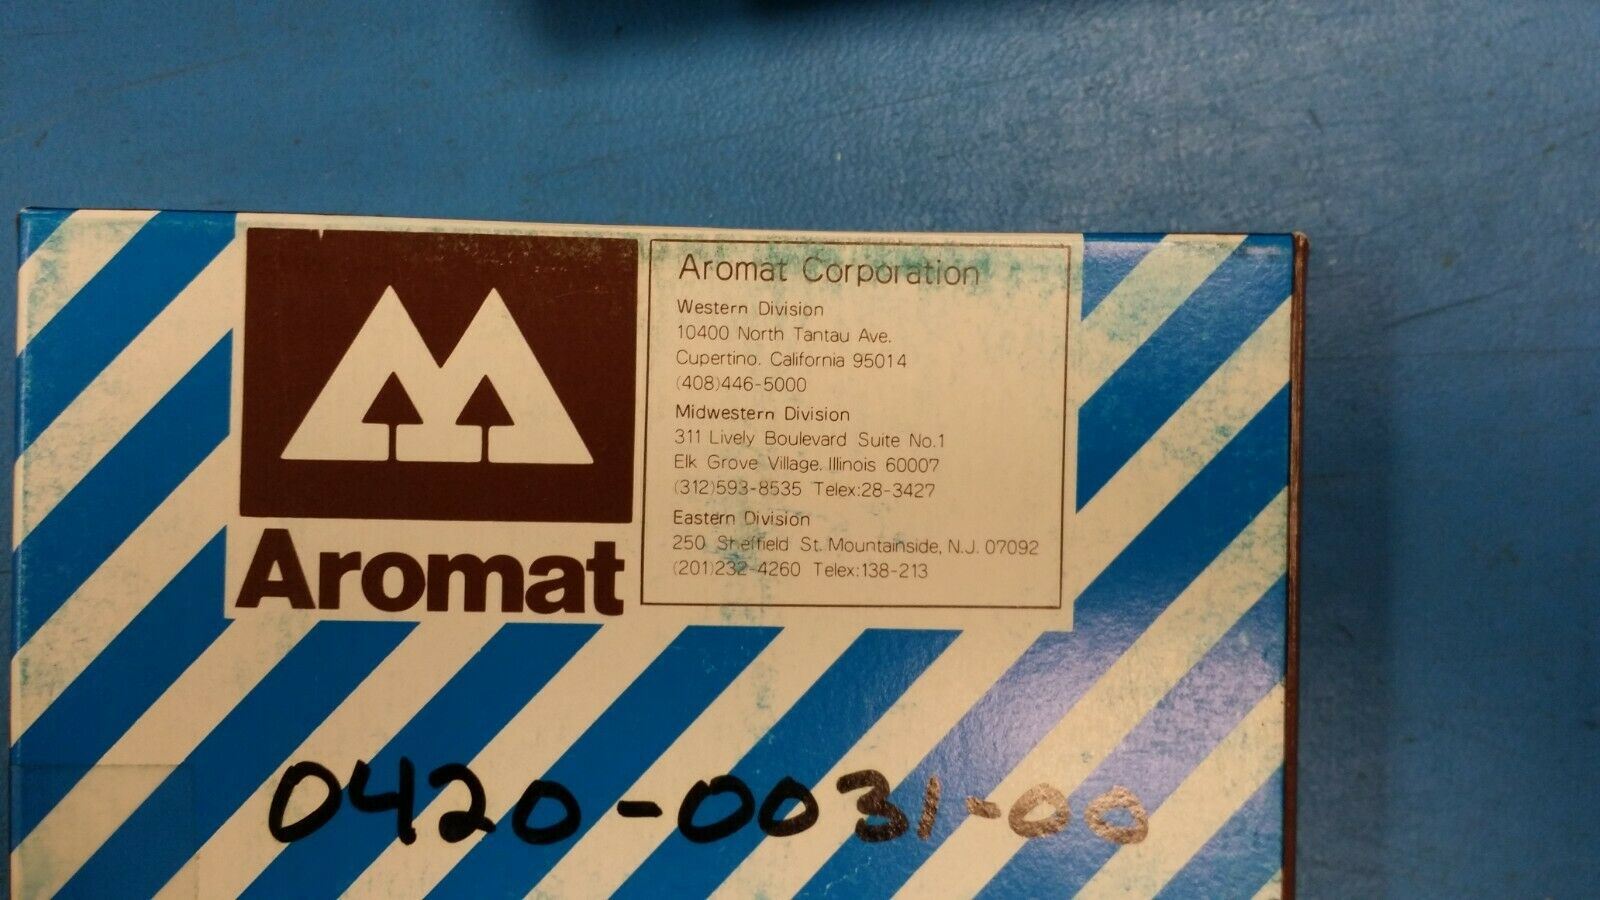 Aromat
Aromat Corporation
Western Division
10400 North Tantau Ave.
Cupertino. California 95014
(408)446-5000
Midwestern Division
311 Lively Boulevard Suite No.1
Elk Grove Village. Illinois 60007
(312)593-8535 Telex:28-3427
Eastern Division
250 Sheffield St. Mountainside, N.J. 07092
(201)232-4260 Telex:138-213
0420-0031-00